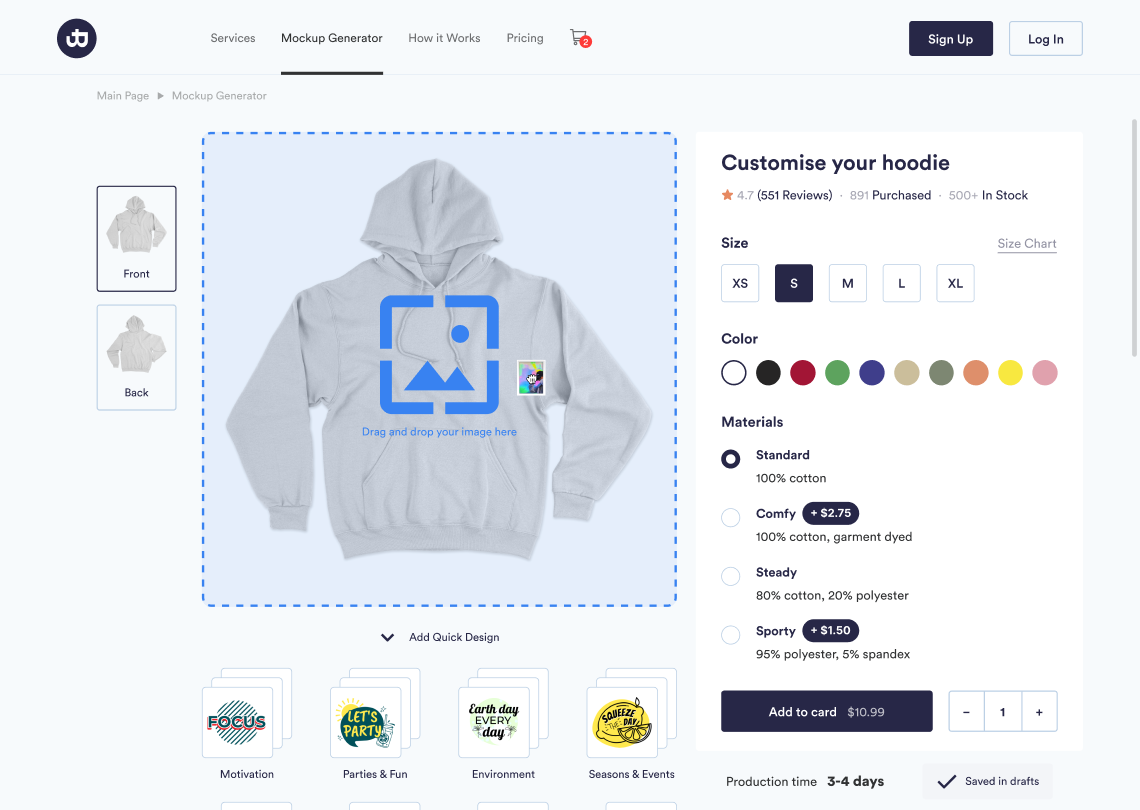 Services
Mockup Generator
How it Works
Pricing
2
Sign Up
Log In
Main Page
Mockup Generator
Front
Back
Drag and drop your image here
Customise your hoodie
4.7 (551 Reviews) · 891 Purchased · 500+ In Stock
Size
Size Chart
XS
S
M
L
XL
Color
Materials
Standard
100% cotton
Comfy + $2.75
100% cotton, garment dyed
Steady
80% cotton, 20% polyester
Sporty + $1.50
95% polyester, 5% spandex
Add to card $10.99
– 1 +
Production time 3-4 days
Saved in drafts
Add Quick Design
FOCUS
Motivation
LET'S
PARTY
Parties & Fun
Earth day
EVERY
day
Environment
SQUEEZE
THE DAY
Seasons & Events